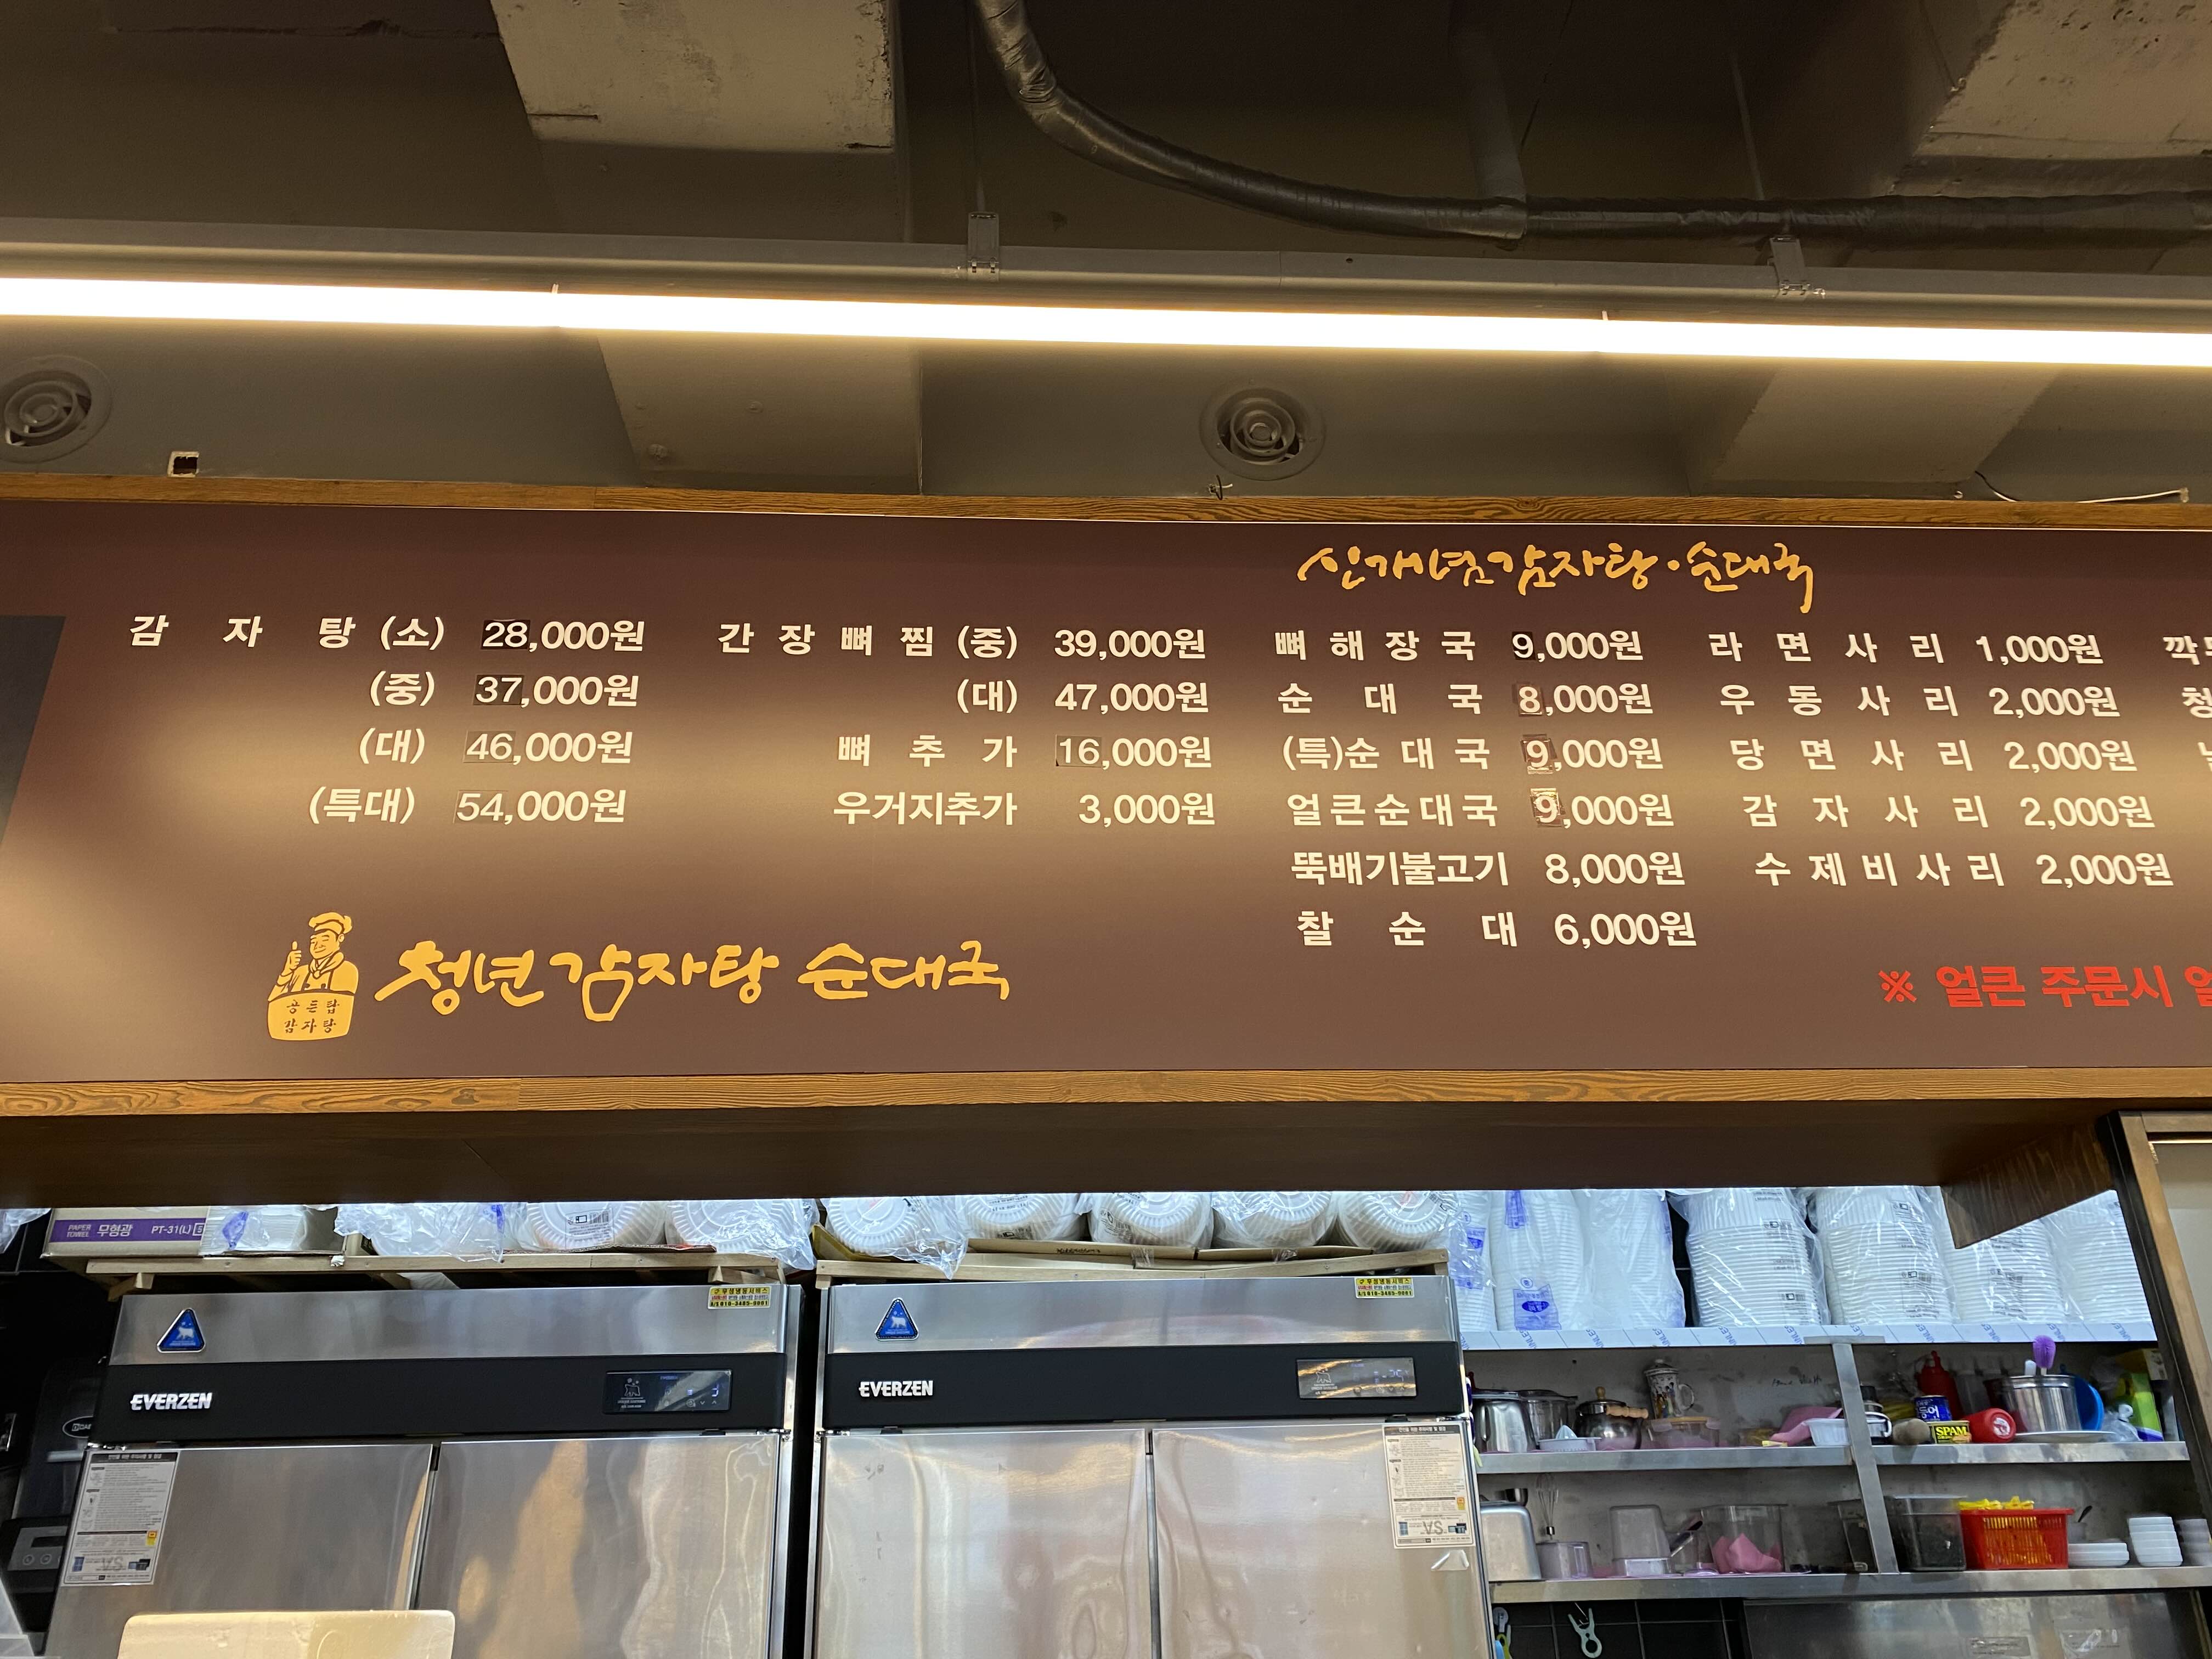 신개념감자탕·순대국
감자탕 (소) 28,000원
(중) 37,000원
(대) 46,000원
(특대) 54,000원
간장뼈찜 (중) 39,000원
(대) 47,000원
뼈추가 16,000원
우거지추가 3,000원
뼈해장국 9,000원
순대국 8,000원
(특)순대국 9,000원
얼큰순대국 9,000원
뚝배기불고기 8,000원
찰순대 6,000원
라면사리 1,000원
우동사리 2,000원
당면사리 2,000원
감자사리 2,000원
수제비사리 2,000원
깍
청
※ 얼큰 주문시
공든탑
감자탕
청년감자탕 순대국
PAPER TOWEL 무형광 PT-31(L)
EVERZEN
EVERZEN
SPAM